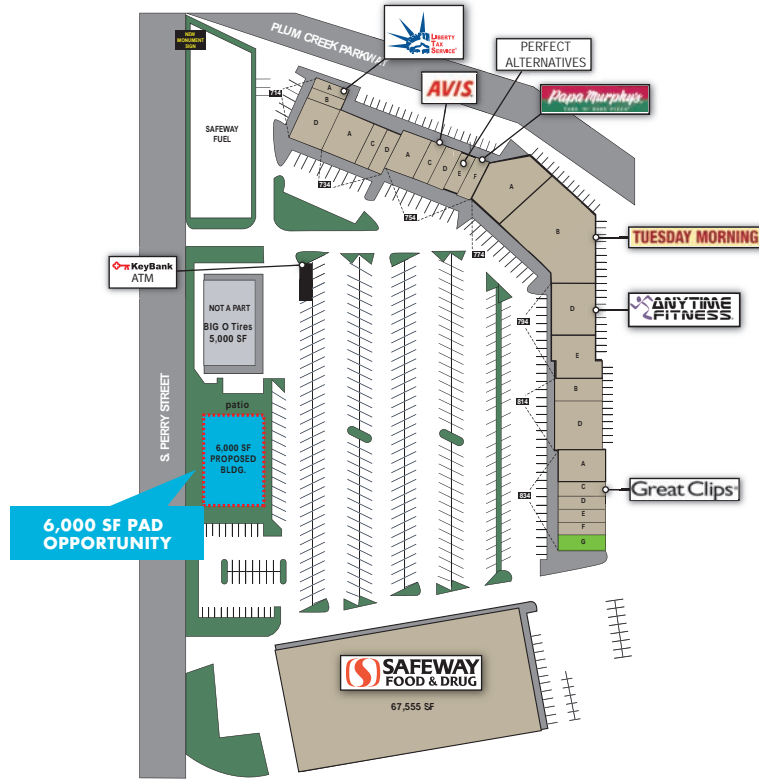 NEW
MONUMENT
SIGN
PLUM CREEK PARKWAY
LIBERTY
TAX
SERVICE
PERFECT
ALTERNATIVES
AVIS
Papa Murphy's
TAKE 'N' BAKE PIZZA
SAFEWAY
FUEL
714
A
B
D
A
C
D
A
C
D
E
F
A
B
734
754
774
TUESDAY MORNING
KeyBank
ATM
NOT A PART
BIG O Tires
5,000 SF
794
D
ANYTIME
FITNESS
E
814
B
D
S. PERRY STREET
patio
6,000 SF
PROPOSED
BLDG.
834
A
C
D
E
F
G
Great Clips
6,000 SF PAD
OPPORTUNITY
SAFEWAY
FOOD & DRUG
67,555 SF